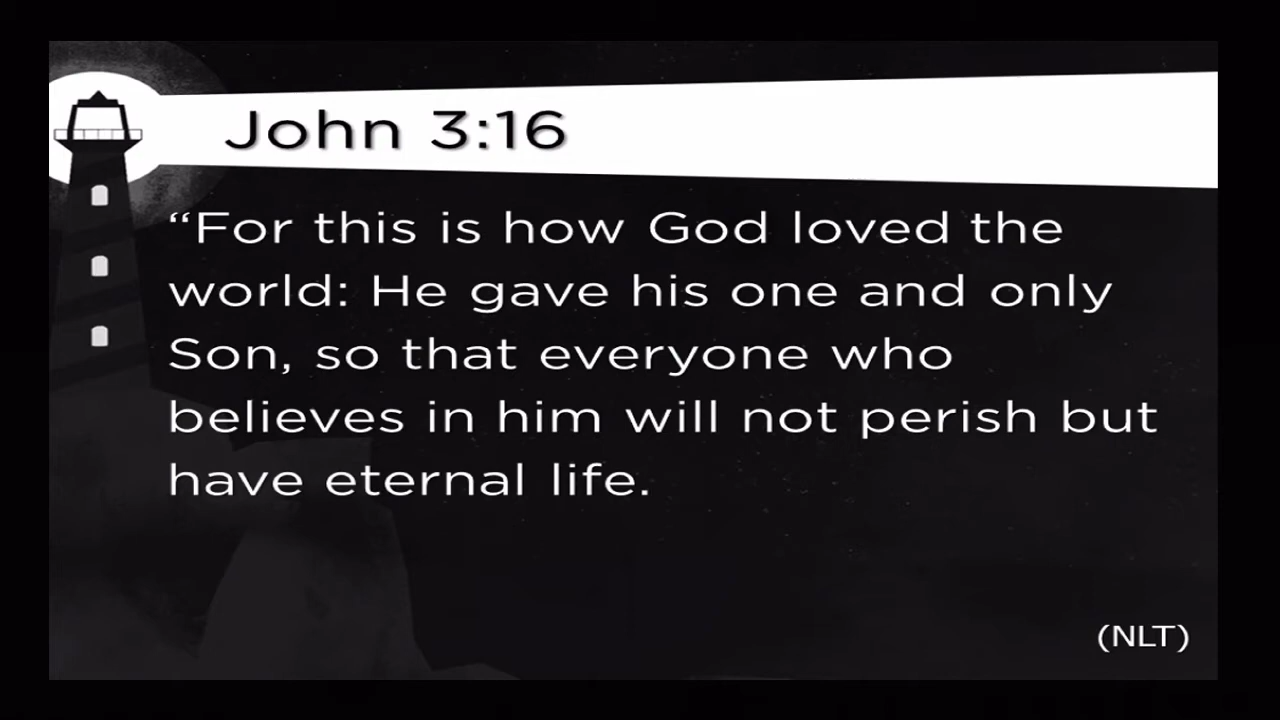 John 3:16
“For this is how God loved the
world: He gave his one and only
Son, so that everyone who
believes in him will not perish but
have eternal life.
(NLT)